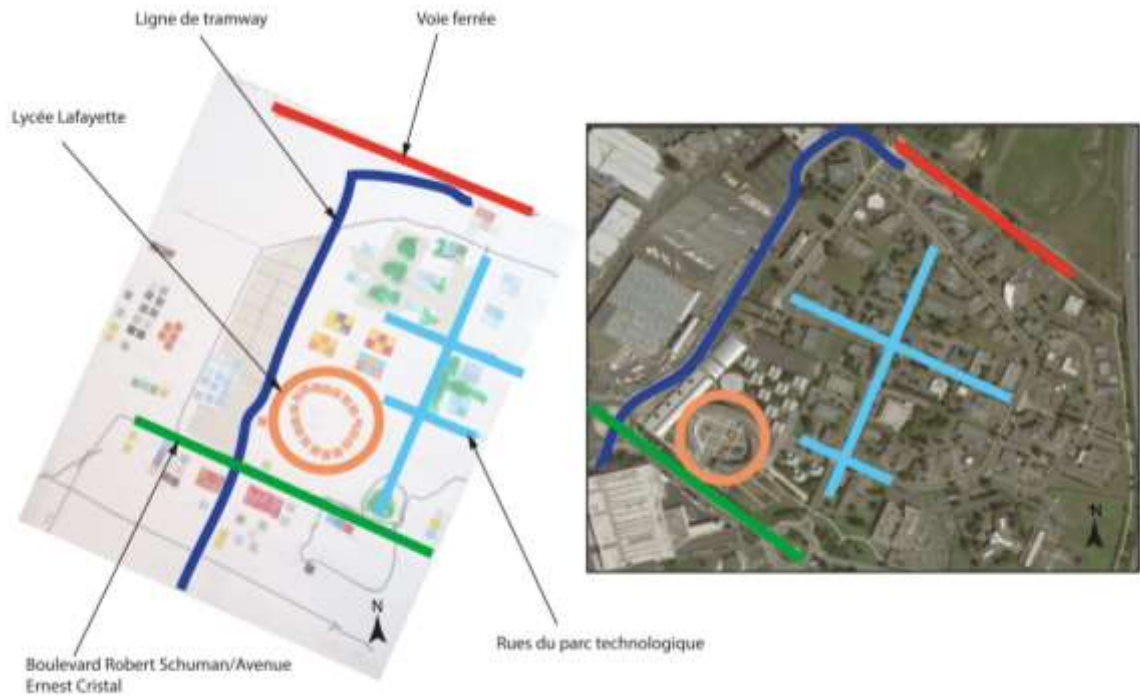 Ligne de tramway
Voie ferrée
Lycée Lafayette
N
N
Rues du parc technologique
Boulevard Robert Schuman/Avenue
Ernest Cristal